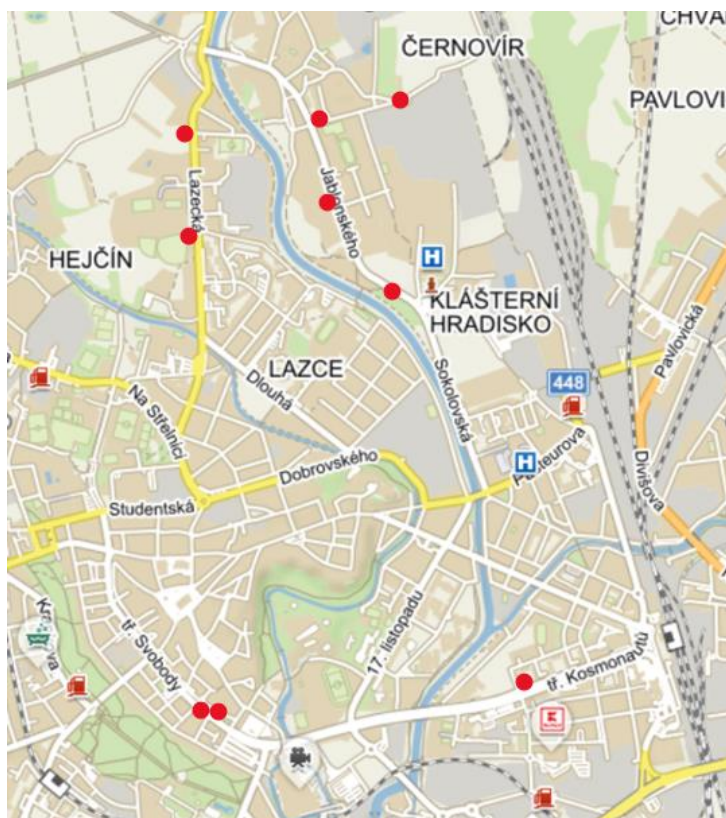 CHVÁ
ČERNOVÍR
PAVLOVI
Lazecká
Jablonského
HEJČÍN
H
KLÁŠTERNÍ
HRADISKO
Pavlovická
LAZCE
Dlouhá
Sokolovská
448
Na Střelnici
H
Pasteurova
Dobrovského
Divišova
Studentská
17. listopadu
tř. Svobody
tř. Kosmonautů
K